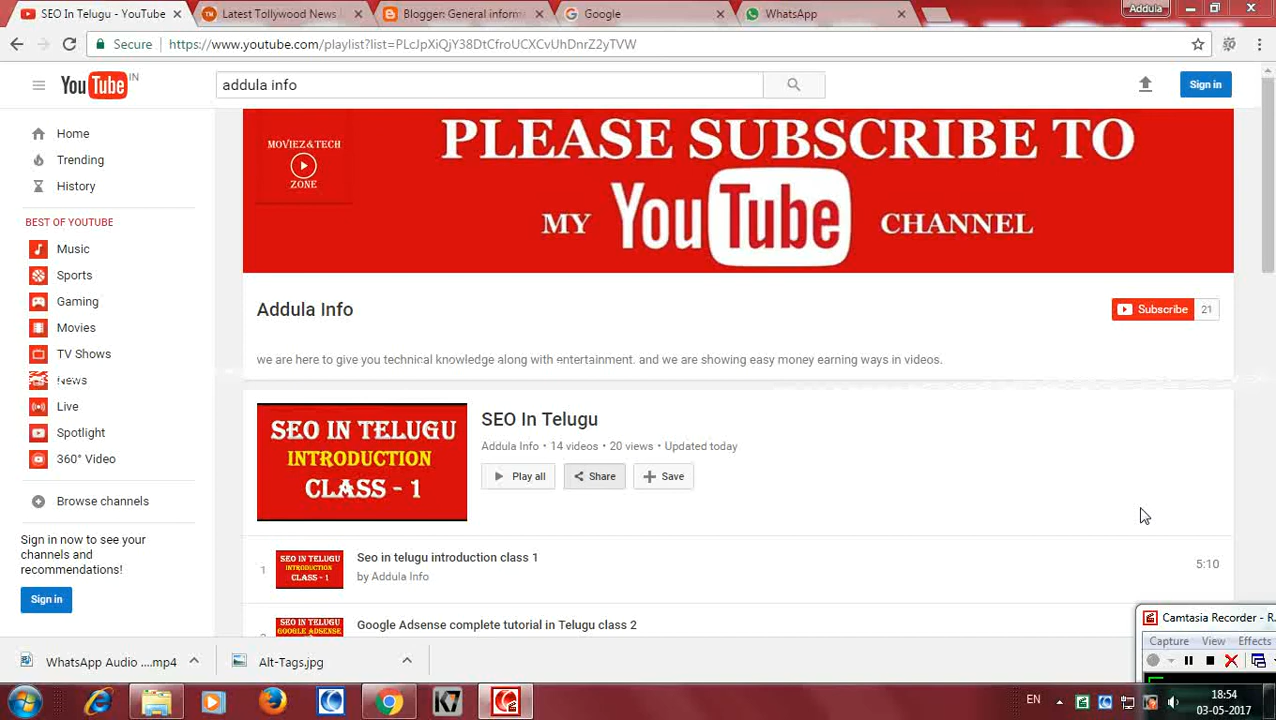 SEO In Telugu - YouTube
Latest Tollywood News
Blogger: General inform
Google
WhatsApp
Addula
Secure
https://www.youtube.com/playlist?list=PLcJpXiQjY38DtCfroUCXCvUhDnrZ2yTVW
YouTube IN
addula info
Sign in
Home
Trending
History
BEST OF YOUTUBE
Music
Sports
Gaming
Movies
TV Shows
News
Live
Spotlight
360° Video
Browse channels
Sign in now to see your
channels and
recommendations!
Sign in
MOVIEZ&TECH
ZONE
PLEASE SUBSCRIBE TO
MY YouTube CHANNEL
Addula Info
Subscribe 21
we are here to give you technical knowledge along with entertainment. and we are showing easy money earning ways in videos.
SEO IN TELUGU
INTRODUCTION
CLASS - 1
SEO In Telugu
Addula Info • 14 videos • 20 views • Updated today
Play all
Share
Save
1
SEO IN TELUGU
INTRODUCTION
CLASS - 1
Seo in telugu introduction class 1
by Addula Info
5:10
SEO IN TELUGU
GOOGLE ADSENSE
Google Adsense complete tutorial in Telugu class 2
Camtasia Recorder - R
Capture View Effects
WhatsApp Audio ....mp4
Alt-Tags.jpg
K7
EN
18:54
03-05-2017